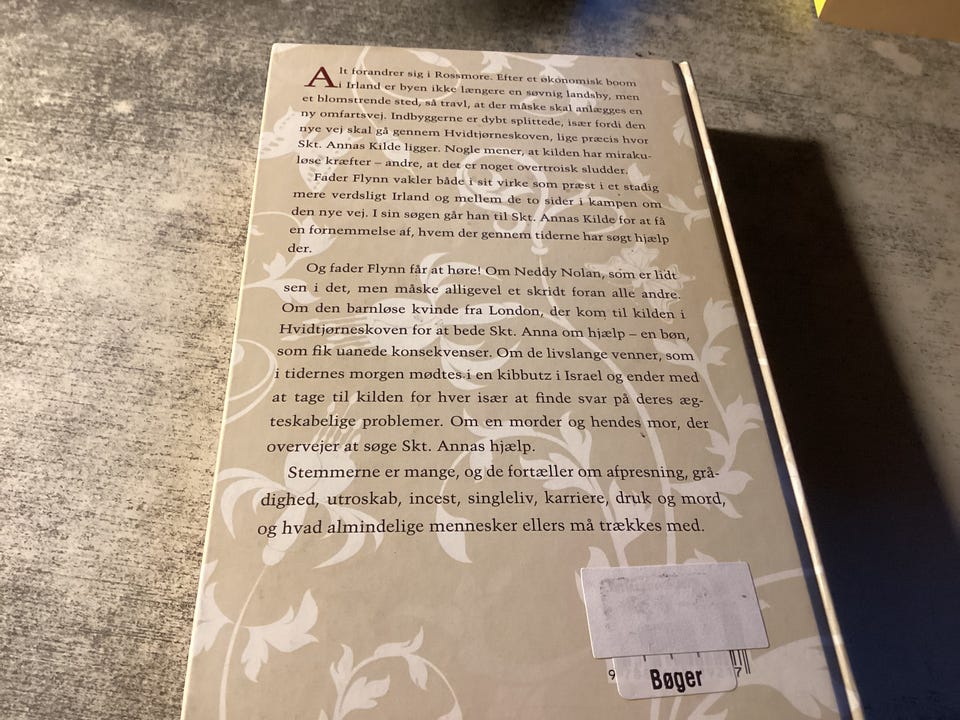 Alt forandrer sig i Rossmore. Efter et økonomisk boom
i Irland er byen ikke længere en søvnig landsby, men
et blomstrende sted, så travl, at der måske skal anlægges en
ny omfartsvej. Indbyggerne er dybt splittede, især fordi den
nye vej skal gå gennem Hvidtjørneskoven, lige præcis hvor
Skt. Annas Kilde ligger. Nogle mener, at kilden har miraku-
løse kræfter – andre, at det er noget overtroisk sludder.
Fader Flynn vakler både i sit virke som præst i et stadig
mere verdsligt Irland og mellem de to sider i kampen om
den nye vej. I sin søgen går han til Skt. Annas Kilde for at få
en fornemmelse af, hvem der gennem tiderne har søgt hjælp
der.
Og fader Flynn får at høre! Om Neddy Nolan, som er lidt
sen i det, men måske alligevel et skridt foran alle andre.
Om den barnløse kvinde fra London, der kom til kilden i
Hvidtjørneskoven for at bede Skt. Anna om hjælp – en bøn,
som fik uanede konsekvenser. Om de livslange venner, som
i tidernes morgen mødtes i en kibbutz i Israel og ender med
at tage til kilden for hver især at finde svar på deres æg-
teskabelige problemer. Om en morder og hendes mor, der
overvejer at søge Skt. Annas hjælp.
Stemmerne er mange, og de fortæller om afpresning, grå-
dighed, utroskab, incest, singleliv, karriere, druk og mord,
og hvad almindelige mennesker ellers må trækkes med.
Bøger